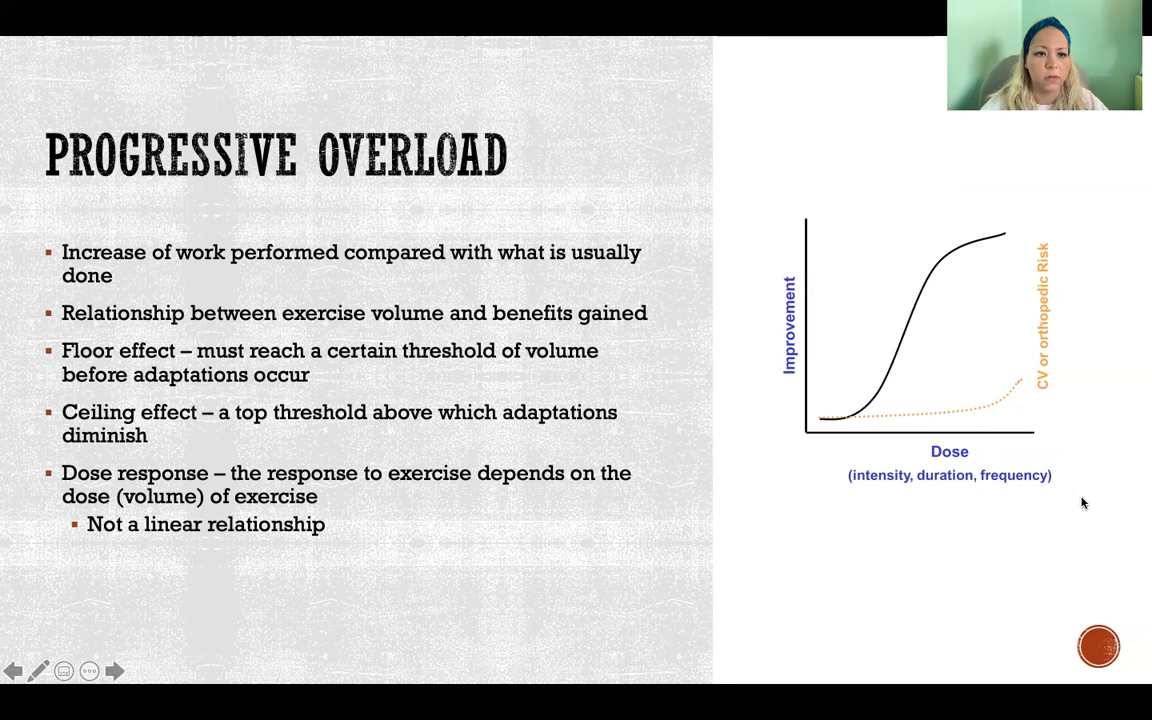 PROGRESSIVE OVERLOAD
▪ Increase of work performed compared with what is usually
done
▪ Relationship between exercise volume and benefits gained
▪ Floor effect – must reach a certain threshold of volume
before adaptations occur
▪ Ceiling effect – a top threshold above which adaptations
diminish
▪ Dose response – the response to exercise depends on the
dose (volume) of exercise
▪ Not a linear relationship
Improvement
CV or orthopedic Risk
Dose
(intensity, duration, frequency)